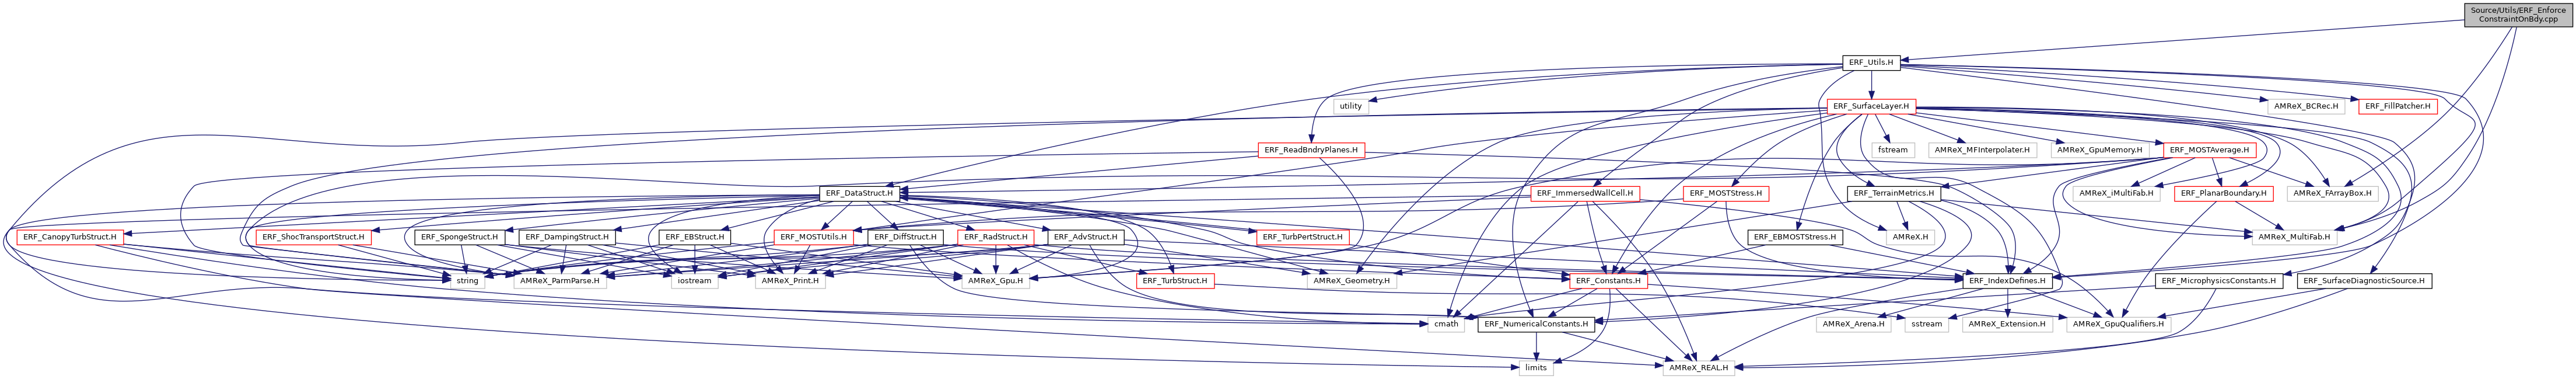 Source/Utils/ERF_Enforce
ConstraintOnBdy.cpp
ERF_Utils.H
utility
ERF_SurfaceLayer.H
AMReX_BCRec.H
ERF_FillPatcher.H
ERF_ReadBndryPlanes.H
fstream
AMReX_MFInterpolater.H
AMReX_GpuMemory.H
ERF_MOSTAverage.H
ERF_DataStruct.H
ERF_ImmersedWallCell.H
ERF_MOSTStress.H
ERF_TerrainMetrics.H
AMReX_iMultiFab.H
ERF_PlanarBoundary.H
AMReX_FArrayBox.H
ERF_CanopyTurbStruct.H
ERF_ShocTransportStruct.H
ERF_SpongeStruct.H
ERF_DampingStruct.H
ERF_EBStruct.H
ERF_MOSTUtils.H
ERF_DiffStruct.H
ERF_RadStruct.H
ERF_AdvStruct.H
ERF_TurbPertStruct.H
ERF_EBMOSTStress.H
AMReX.H
AMReX_MultiFab.H
string
AMReX_ParmParse.H
iostream
AMReX_Print.H
AMReX_Gpu.H
ERF_TurbStruct.H
AMReX_Geometry.H
ERF_Constants.H
ERF_IndexDefines.H
ERF_MicrophysicsConstants.H
ERF_SurfaceDiagnosticSource.H
cmath
ERF_NumericalConstants.H
AMReX_Arena.H
sstream
AMReX_Extension.H
AMReX_GpuQualifiers.H
limits
AMReX_REAL.H